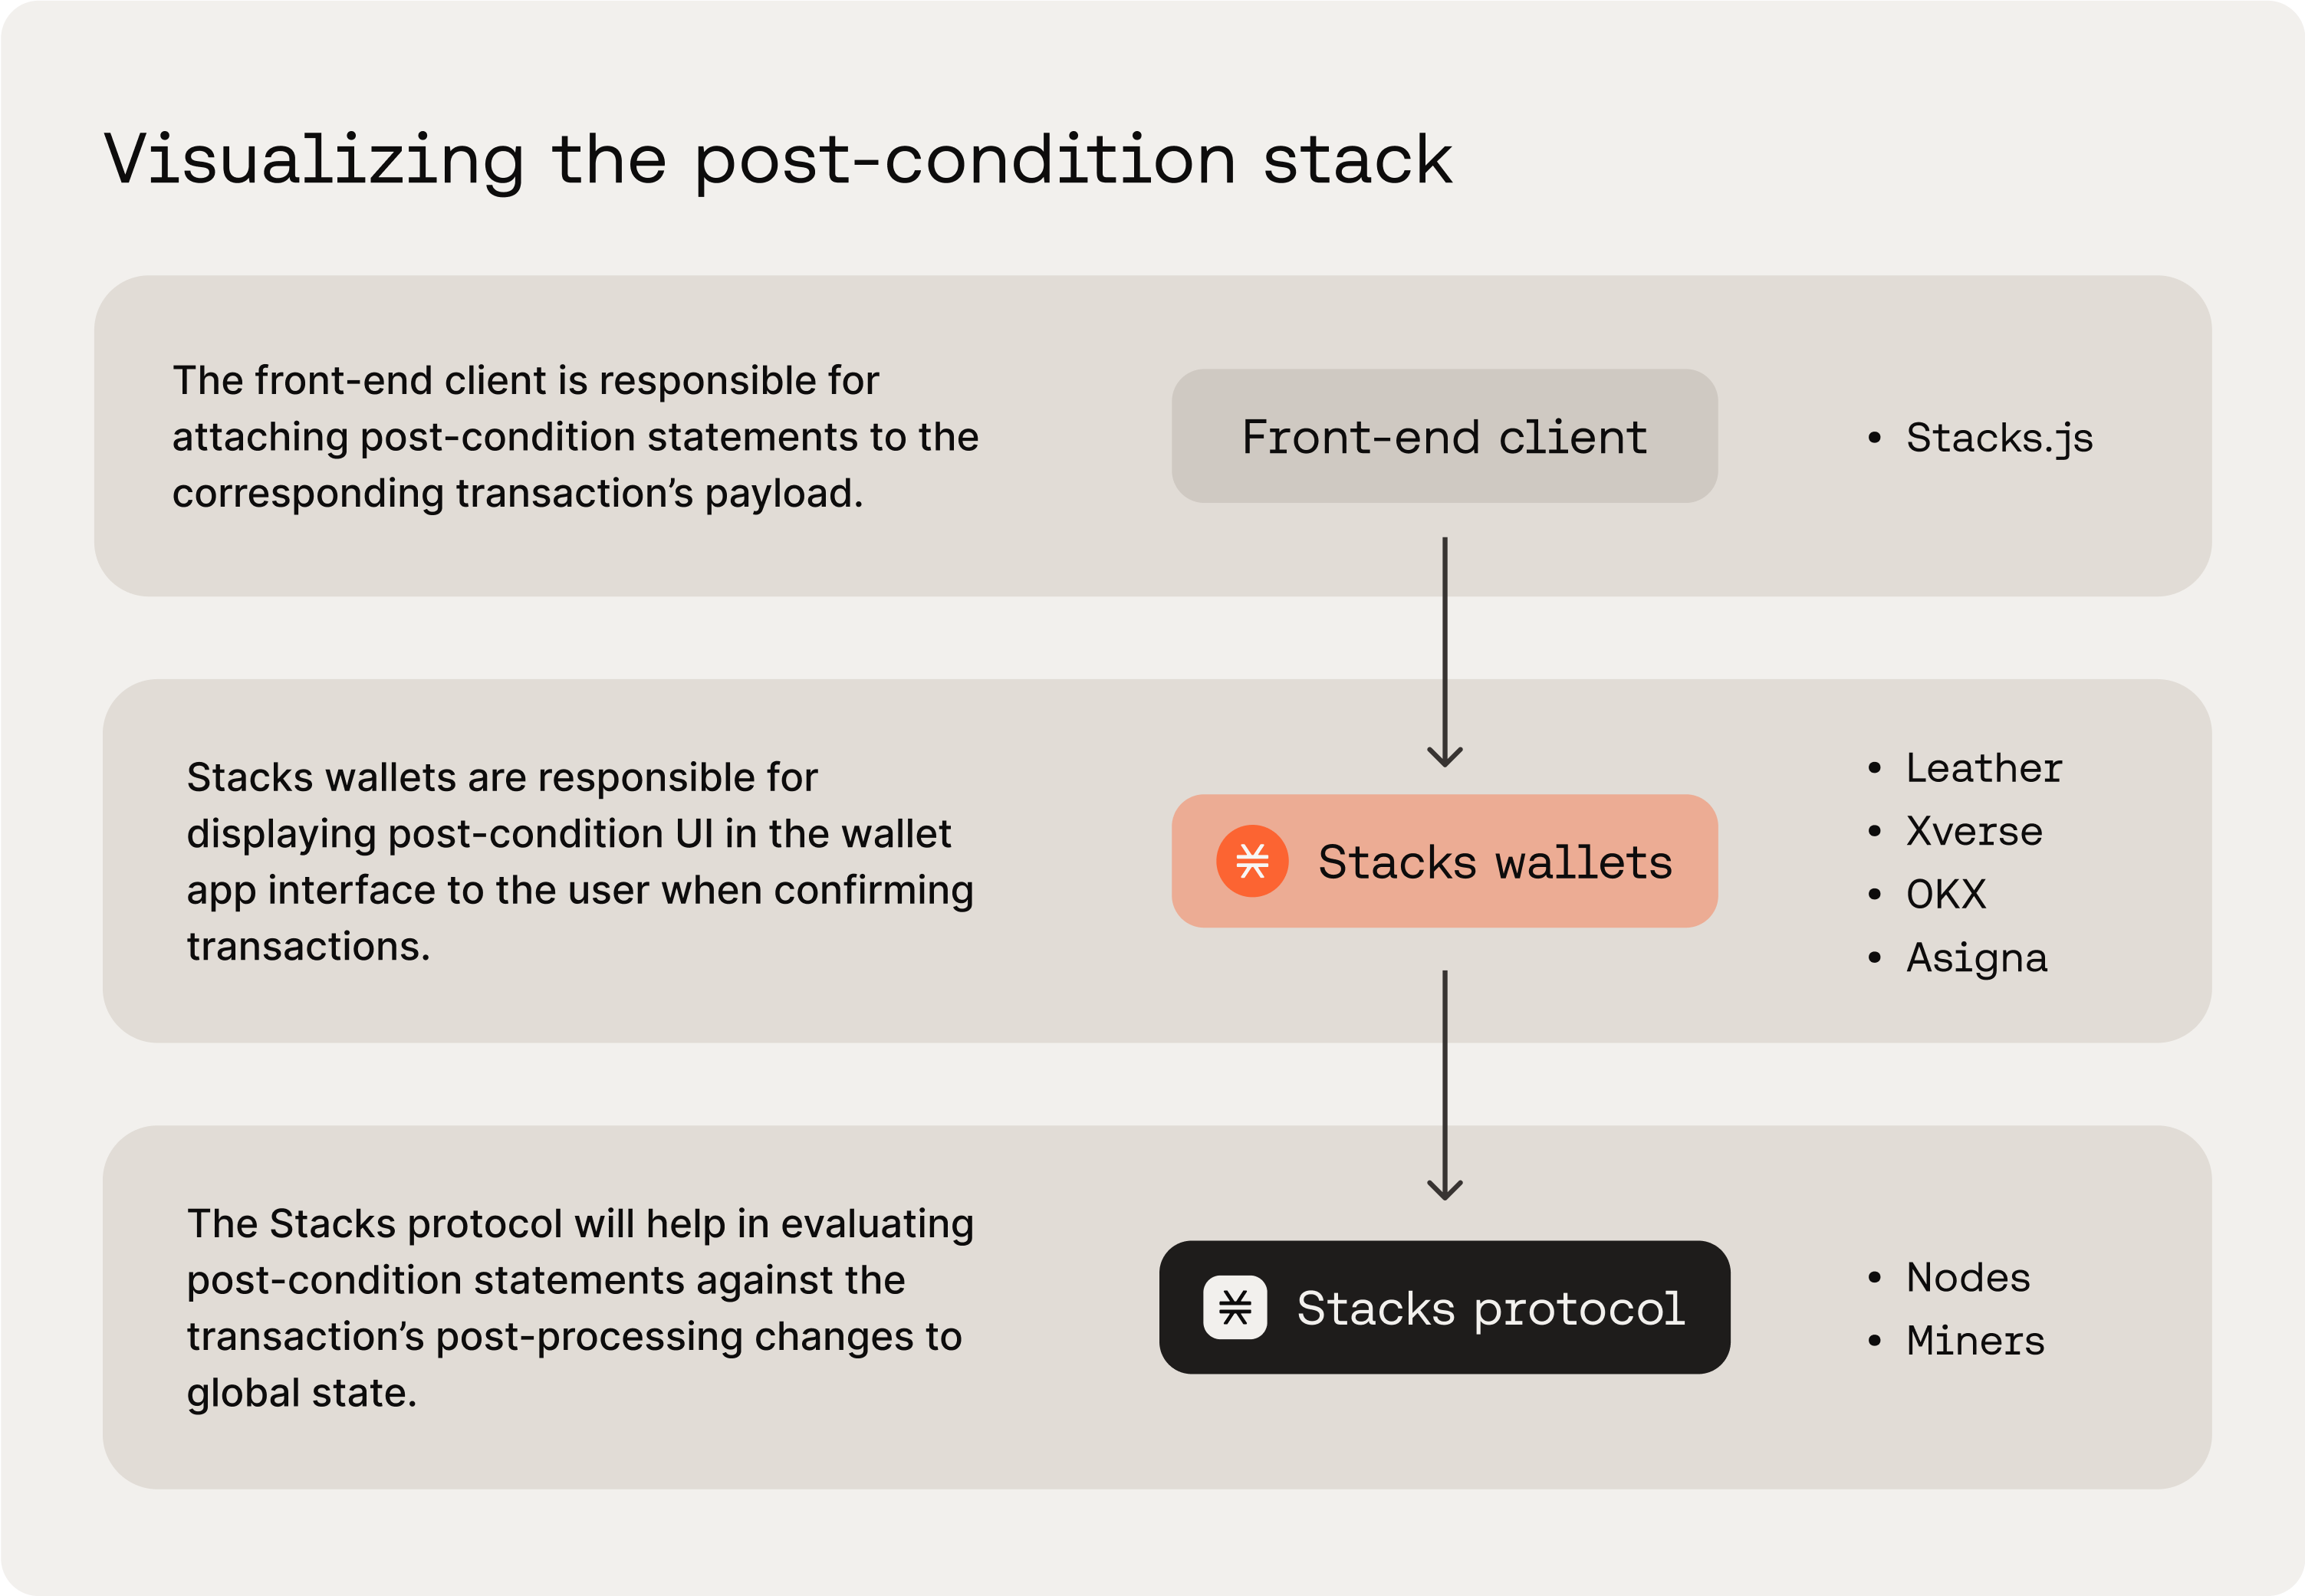 Visualizing the post-condition stack
The front-end client is responsible for
attaching post-condition statements to the
corresponding transaction’s payload.
Front-end client
• Stacks.js
Stacks wallets are responsible for
displaying post-condition UI in the wallet
app interface to the user when confirming
transactions.
Stacks wallets
• Leather
• Xverse
• OKX
• Asigna
The Stacks protocol will help in evaluating
post-condition statements against the
transaction’s post-processing changes to
global state.
Stacks protocol
• Nodes
• Miners